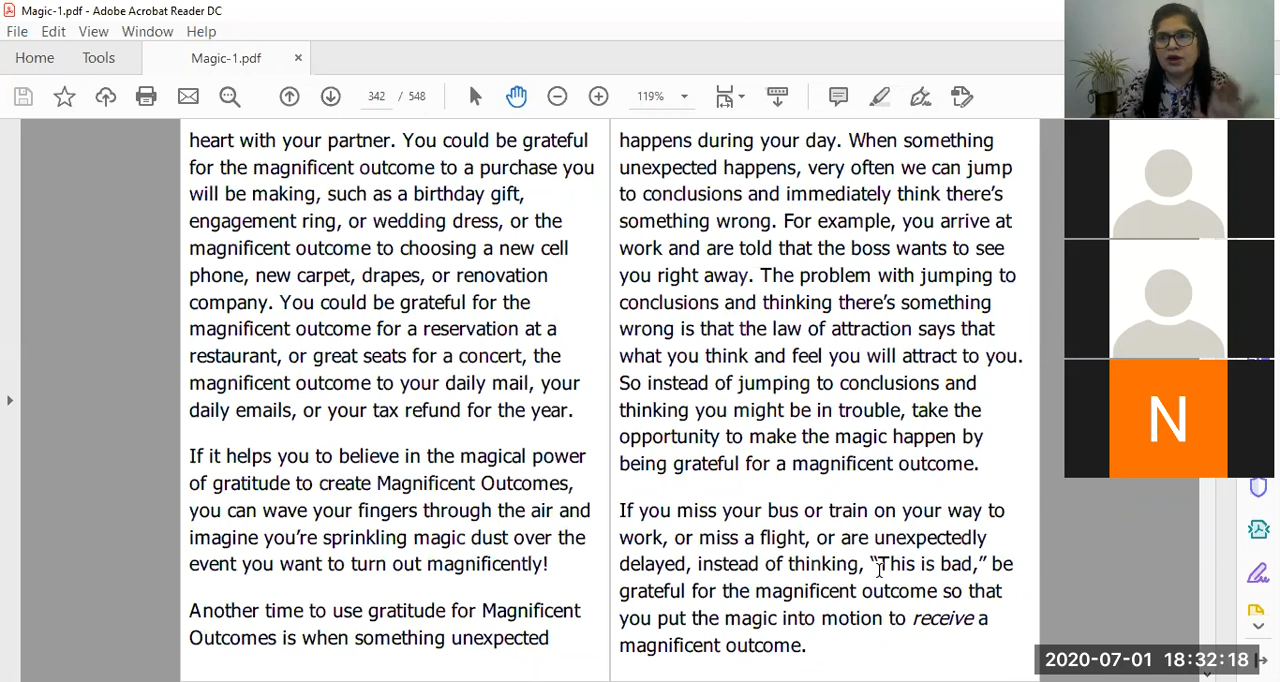 Magic-1.pdf - Adobe Acrobat Reader DC
File Edit View Window Help
Home Tools Magic-1.pdf ×
342 / 548 119%
heart with your partner. You could be grateful
for the magnificent outcome to a purchase you
will be making, such as a birthday gift,
engagement ring, or wedding dress, or the
magnificent outcome to choosing a new cell
phone, new carpet, drapes, or renovation
company. You could be grateful for the
magnificent outcome for a reservation at a
restaurant, or great seats for a concert, the
magnificent outcome to your daily mail, your
daily emails, or your tax refund for the year.
If it helps you to believe in the magical power
of gratitude to create Magnificent Outcomes,
you can wave your fingers through the air and
imagine you’re sprinkling magic dust over the
event you want to turn out magnificently!
Another time to use gratitude for Magnificent
Outcomes is when something unexpected
happens during your day. When something
unexpected happens, very often we can jump
to conclusions and immediately think there’s
something wrong. For example, you arrive at
work and are told that the boss wants to see
you right away. The problem with jumping to
conclusions and thinking there’s something
wrong is that the law of attraction says that
what you think and feel you will attract to you.
So instead of jumping to conclusions and
thinking you might be in trouble, take the
opportunity to make the magic happen by
being grateful for a magnificent outcome.
If you miss your bus or train on your way to
work, or miss a flight, or are unexpectedly
delayed, instead of thinking, “This is bad,” be
grateful for the magnificent outcome so that
you put the magic into motion to receive a
magnificent outcome.
N
2020-07-01 18:32:18